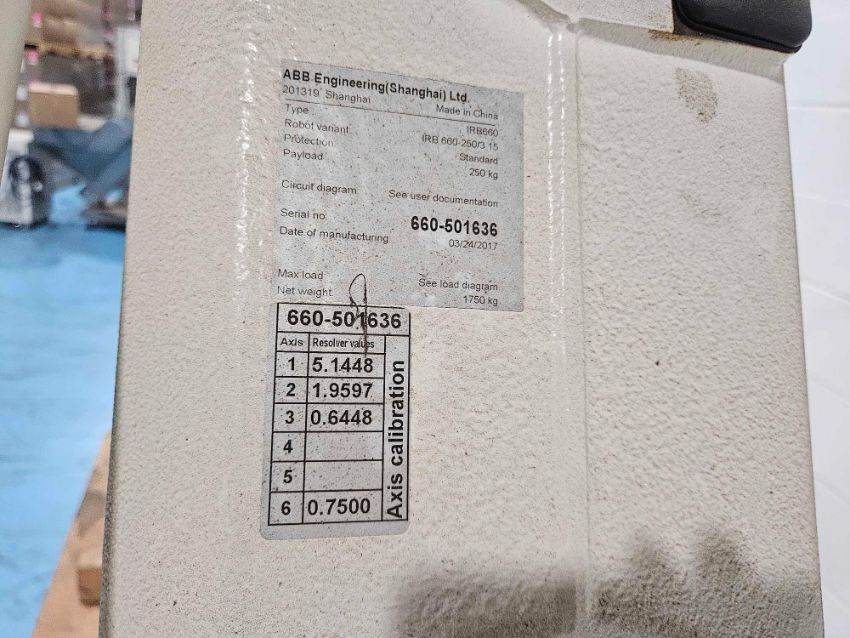 ABB Engineering(Shanghai) Ltd.
201319 Shanghai Made in China
Type IRB660
Robot variant IRB 660-250/3.15
Protection Standard
Payload 250 kg
Circuit diagram See user documentation
Serial no 660-501636
Date of manufacturing 03/24/2017
Max load See load diagram
Net weight 1750 kg
660-501636
Axis Resolver values
1 5.1448
2 1.9597
3 0.6448
4
5
6 0.7500
Axis calibration